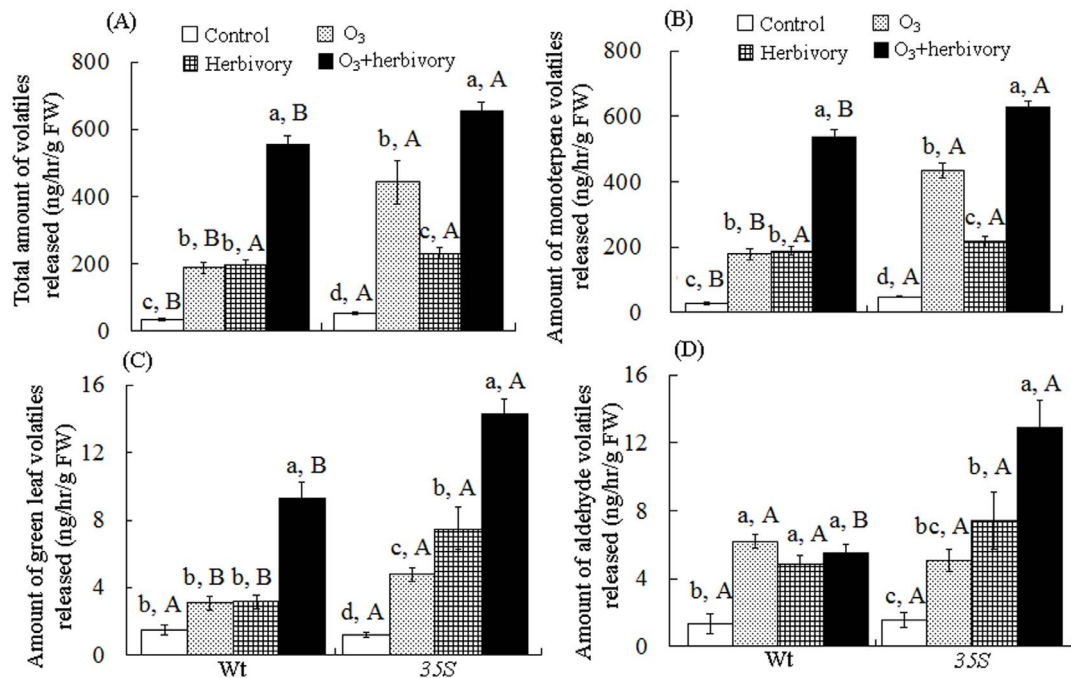 (A)
Control
O3
Herbivory
O3+herbivory
Total amount of volatiles
released (ng/hr/g FW)
800
600
400
200
0
c, B
b, B
b, A
a, B
d, A
b, A
c, A
a, A
(B)
Control
O3
Herbivory
O3+herbivory
Amount of monoterpene volatiles
released (ng/hr/g FW)
800
600
400
200
0
c, B
b, B
b, A
a, B
d, A
b, A
c, A
a, A
(C)
Amount of green leaf volatiles
released (ng/hr/g FW)
16
12
8
4
0
b, A
b, B
b, B
a, B
d, A
c, A
b, A
a, A
Wt
35S
(D)
Amount of aldehyde volatiles
released (ng/hr/g FW)
16
12
8
4
0
b, A
a, A
a, A
a, B
c, A
bc, A
b, A
a, A
Wt
35S